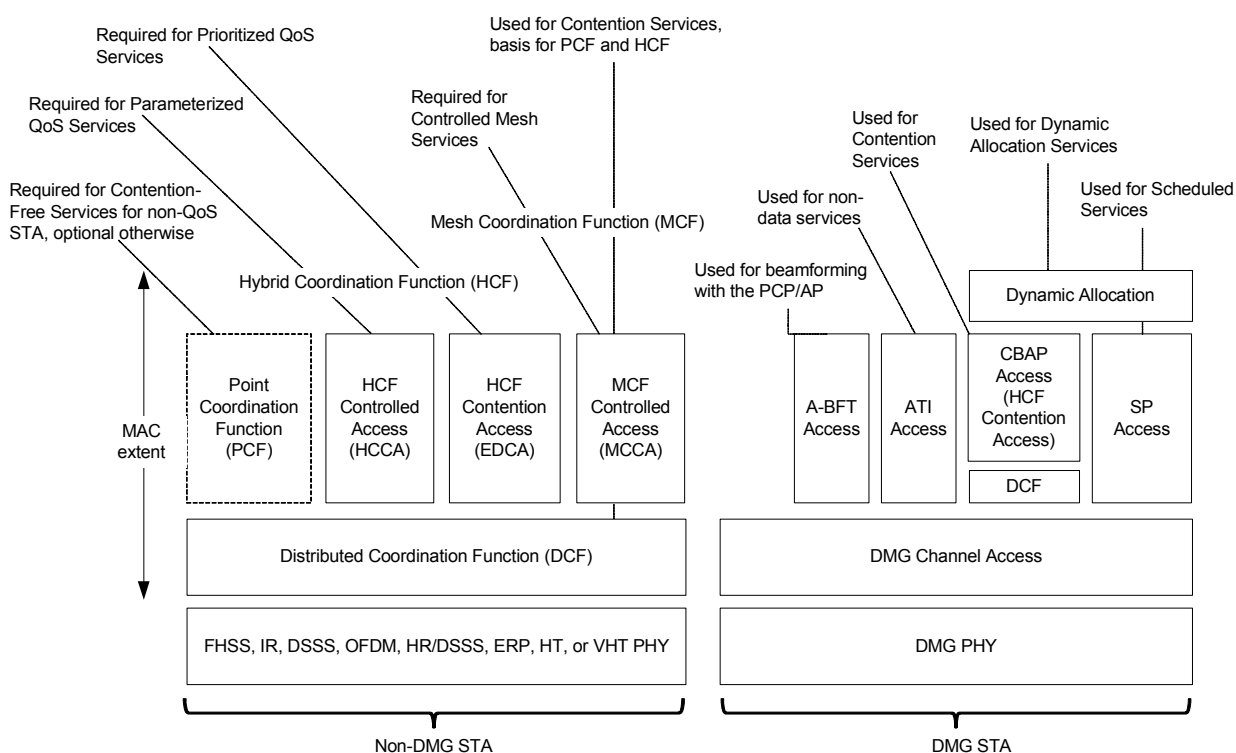 Required for Prioritized QoS
Services
Used for Contention Services,
basis for PCF and HCF
Required for Parameterized
QoS Services
Required for
Controlled Mesh
Services
Used for
Contention
Services
Used for Dynamic
Allocation Services
Required for Contention-
Free Services for non-QoS
STA, optional otherwise
Used for non-
data services
Used for Scheduled
Services
Mesh Coordination Function (MCF)
Hybrid Coordination Function (HCF)
Used for beamforming
with the PCP/AP
Dynamic Allocation
MAC
extent
Point
Coordination
Function
(PCF)
HCF
Controlled
Access
(HCCA)
HCF
Contention
Access
(EDCA)
MCF
Controlled
Access
(MCCA)
A-BFT
Access
ATI
Access
CBAP
Access
(HCF
Contention
Access)
SP
Access
DCF
Distributed Coordination Function (DCF)
DMG Channel Access
FHSS, IR, DSSS, OFDM, HR/DSSS, ERP, HT, or VHT PHY
DMG PHY
Non-DMG STA
DMG STA